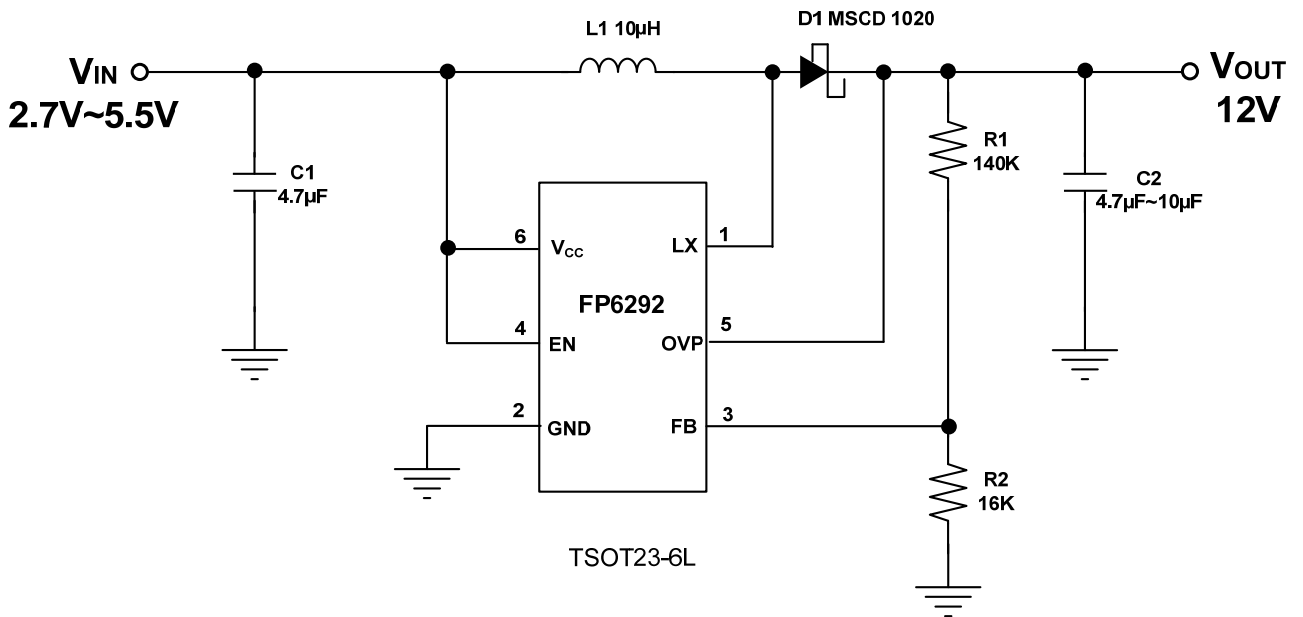 D1 MSCD 1020
L1 10µH
VIN
2.7V~5.5V
VOUT
12V
R1
140K
C1
4.7µF
C2
4.7µF~10µF
6
VCC
LX
1
FP6292
4
EN
OVP
5
2
GND
FB
3
R2
16K
TSOT23-6L